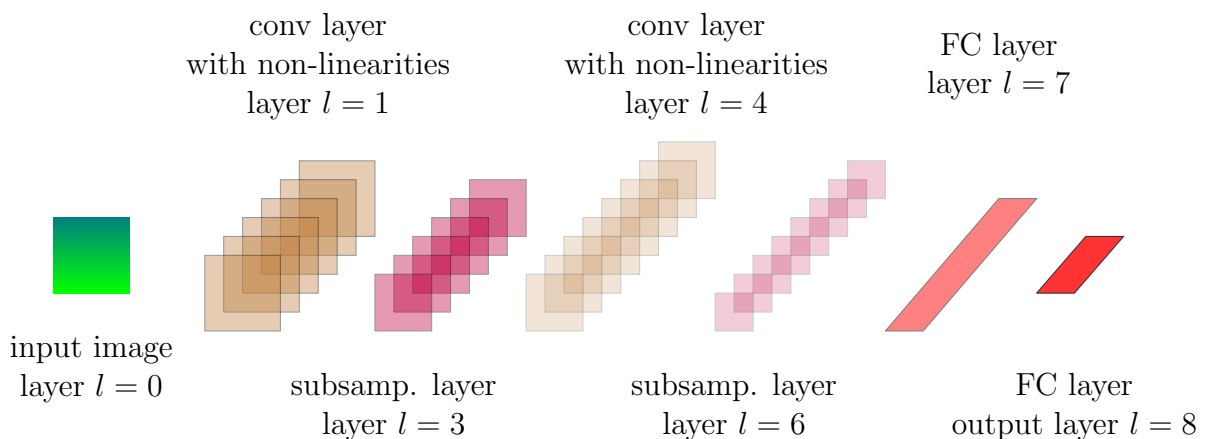 conv layer
with non-linearities
layer l = 1
conv layer
with non-linearities
layer l = 4
FC layer
layer l = 7
input image
layer l = 0
subsamp. layer
layer l = 3
subsamp. layer
layer l = 6
FC layer
output layer l = 8